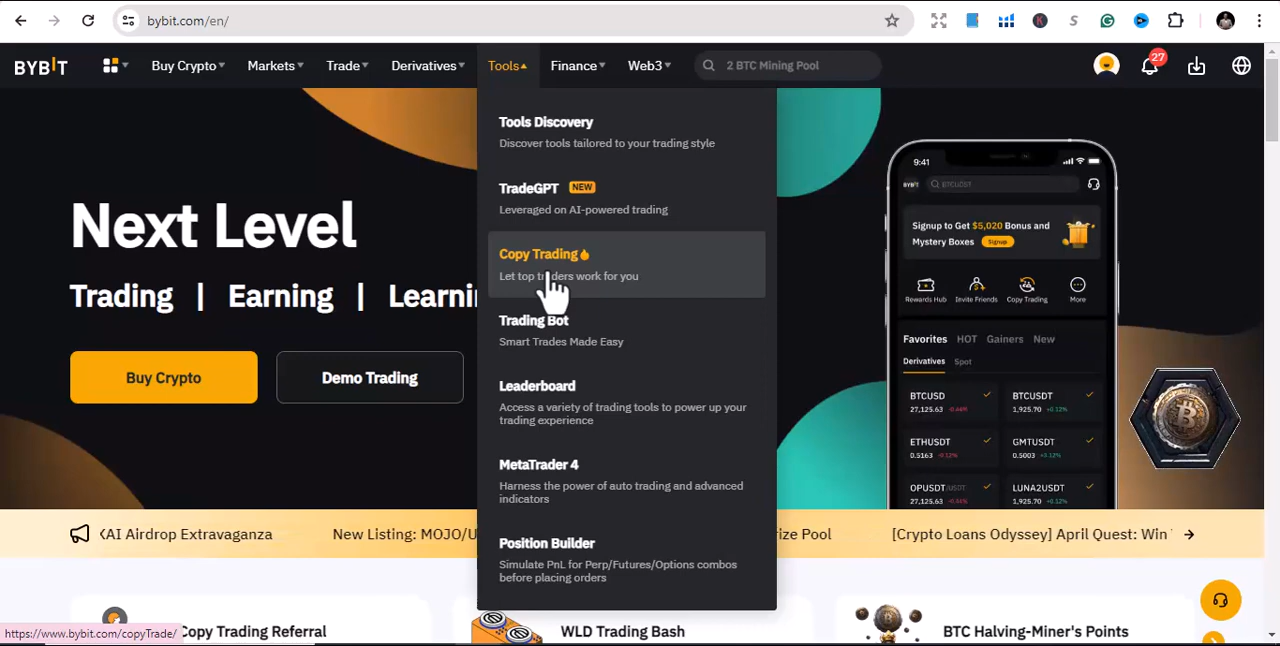 bybit.com/en/
BYBIT
Buy Crypto
Markets
Trade
Derivatives
Tools
Finance
Web3
2 BTC Mining Pool
27
Tools Discovery
Discover tools tailored to your trading style
TradeGPT NEW
Leveraged on AI-powered trading
Copy Trading
Let top traders work for you
Trading Bot
Smart Trades Made Easy
Leaderboard
Access a variety of trading tools to power up your
trading experience
MetaTrader 4
Harness the power of auto trading and advanced
indicators
Position Builder
Simulate PnL for Perp/Futures/Options combos
before placing orders
Next Level
Trading | Earning | Learnin
Buy Crypto
Demo Trading
9:41
BYBIT
BTCUSDT
Signup to Get $5,020 Bonus and
Mystery Boxes Signup
Rewards Hub
Invite Friends
Copy Trading
More
Favorites HOT Gainers New
Derivatives Spot
BTCUSD
27,125.63
BTCUSDT
1,925.70 +0.12%
ETHUSDT
0.5163
GMTUSDT
0.5003
OPUSDT/USDT
27,125.63
LUNA2USDT
1,925.70 +0.12%
XAI Airdrop Extravaganza
New Listing: MOJO/U
rize Pool
[Crypto Loans Odyssey] April Quest: Win
Copy Trading Referral
WLD Trading Bash
BTC Halving-Miner's Points
https://www.bybit.com/copyTrade/